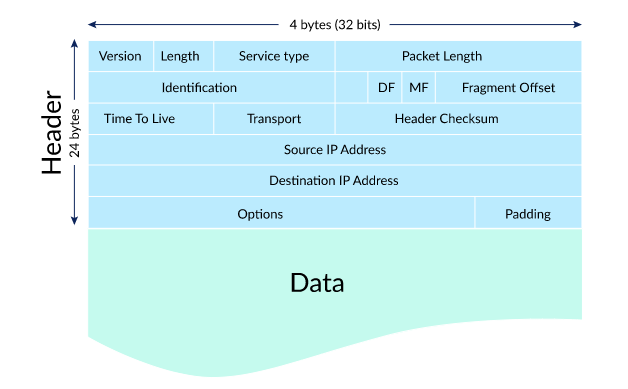 4 bytes (32 bits)
Header
24 bytes
Version Length Service type Packet Length
Identification DF MF Fragment Offset
Time To Live Transport Header Checksum
Source IP Address
Destination IP Address
Options Padding
Data